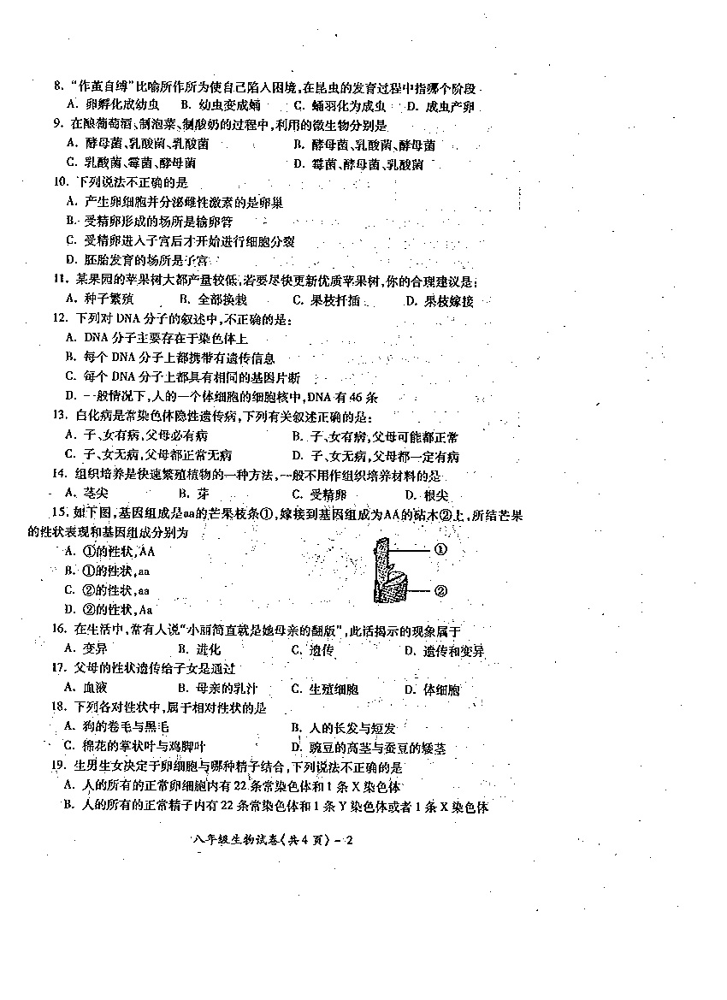 8. “作茧自缚”比喻所作所为使自己陷入困境,在昆虫的发育过程中指哪个阶段
A. 卵孵化成幼虫 B. 幼虫变成蛹 C. 蛹羽化为成虫 D. 成虫产卵
9. 在酿葡萄酒、制泡菜、制酸奶的过程中,利用的微生物分别是
A. 酵母菌、乳酸菌、乳酸菌 B. 酵母菌、乳酸菌、酵母菌
C. 乳酸菌、霉菌、酵母菌 D. 霉菌、酵母菌、乳酸菌
10. 下列说法不正确的是
A. 产生卵细胞并分泌雌性激素的是卵巢
B. 受精卵形成的场所是输卵管
C. 受精卵进入子宫后才开始进行细胞分裂
D. 胚胎发育的场所是子宫
11. 某果园的苹果树大都产量较低,若要尽快更新优质苹果树,你的合理建议是:
A. 种子繁殖 B. 全部换栽 C. 果枝扦插 D. 果枝嫁接
12. 下列对 DNA 分子的叙述中,不正确的是:
A. DNA 分子主要存在于染色体上
B. 每个 DNA 分子上都携带有遗传信息
C. 每个 DNA 分子上都具有相同的基因片断
D. 一般情况下,人的一个体细胞的细胞核中,DNA 有 46 条
13. 白化病是常染色体隐性遗传病,下列有关叙述正确的是:
A. 子、女有病,父母必有病 B. 子、女有病,父母可能都正常
C. 子、女无病,父母都正常无病 D. 子、女无病,父母都一定有病
14. 组织培养是快速繁殖植物的一种方法,一般不用作组织培养材料的是
A. 茎尖 B. 芽 C. 受精卵 D. 根尖
15. 如下图,基因组成是aa的芒果枝条①,嫁接到基因组成为AA的砧木②上,所结芒果
的性状表现和基因组成分别为
A. ①的性状,AA
B. ①的性状,aa
C. ②的性状,aa
D. ②的性状,Aa
①
②
16. 在生活中,常有人说“小丽简直就是她母亲的翻版”,此话揭示的现象属于
A. 变异 B. 进化 C. 遗传 D. 遗传和变异
17. 父母的性状遗传给子女是通过
A. 血液 B. 母亲的乳汁 C. 生殖细胞 D. 体细胞
18. 下列各对性状中,属于相对性状的是
A. 狗的卷毛与黑毛 B. 人的长发与短发
C. 棉花的掌状叶与鸡脚叶 D. 豌豆的高茎与蚕豆的矮茎
19. 生男生女决定于卵细胞与哪种精子结合,下列说法不正确的是
A. 人的所有的正常卵细胞内有 22 条常染色体和 1 条 X 染色体
B. 人的所有的正常精子内有 22 条常染色体和 1 条 Y 染色体或者 1 条 X 染色体
八年级生物试卷(共 4 页) - 2